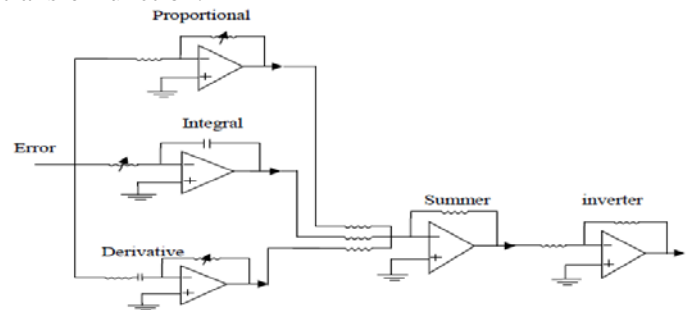 Proportional
Integral
Error
Summer
inverter
Derivative